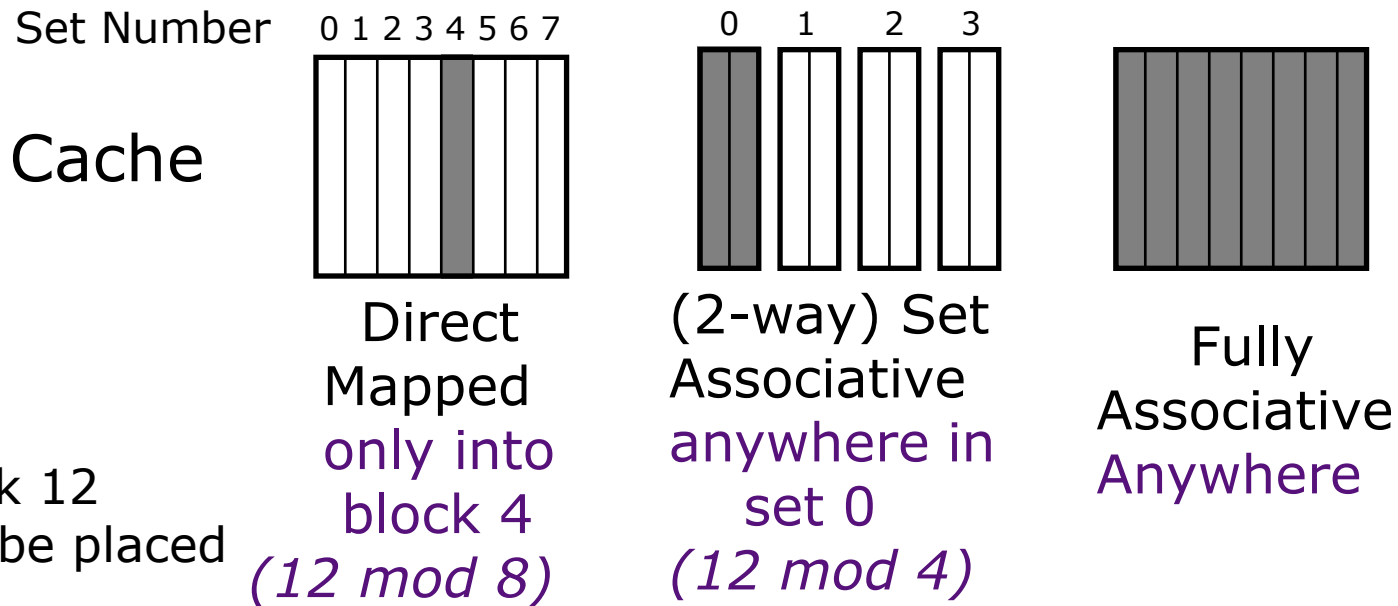 Set Number
0 1 2 3 4 5 6 7
0 1 2 3
Cache
Direct
Mapped
only into
block 4
(12 mod 8)
(2-way) Set
Associative
anywhere in
set 0
(12 mod 4)
Fully
Associative
Anywhere
k 12
be placed